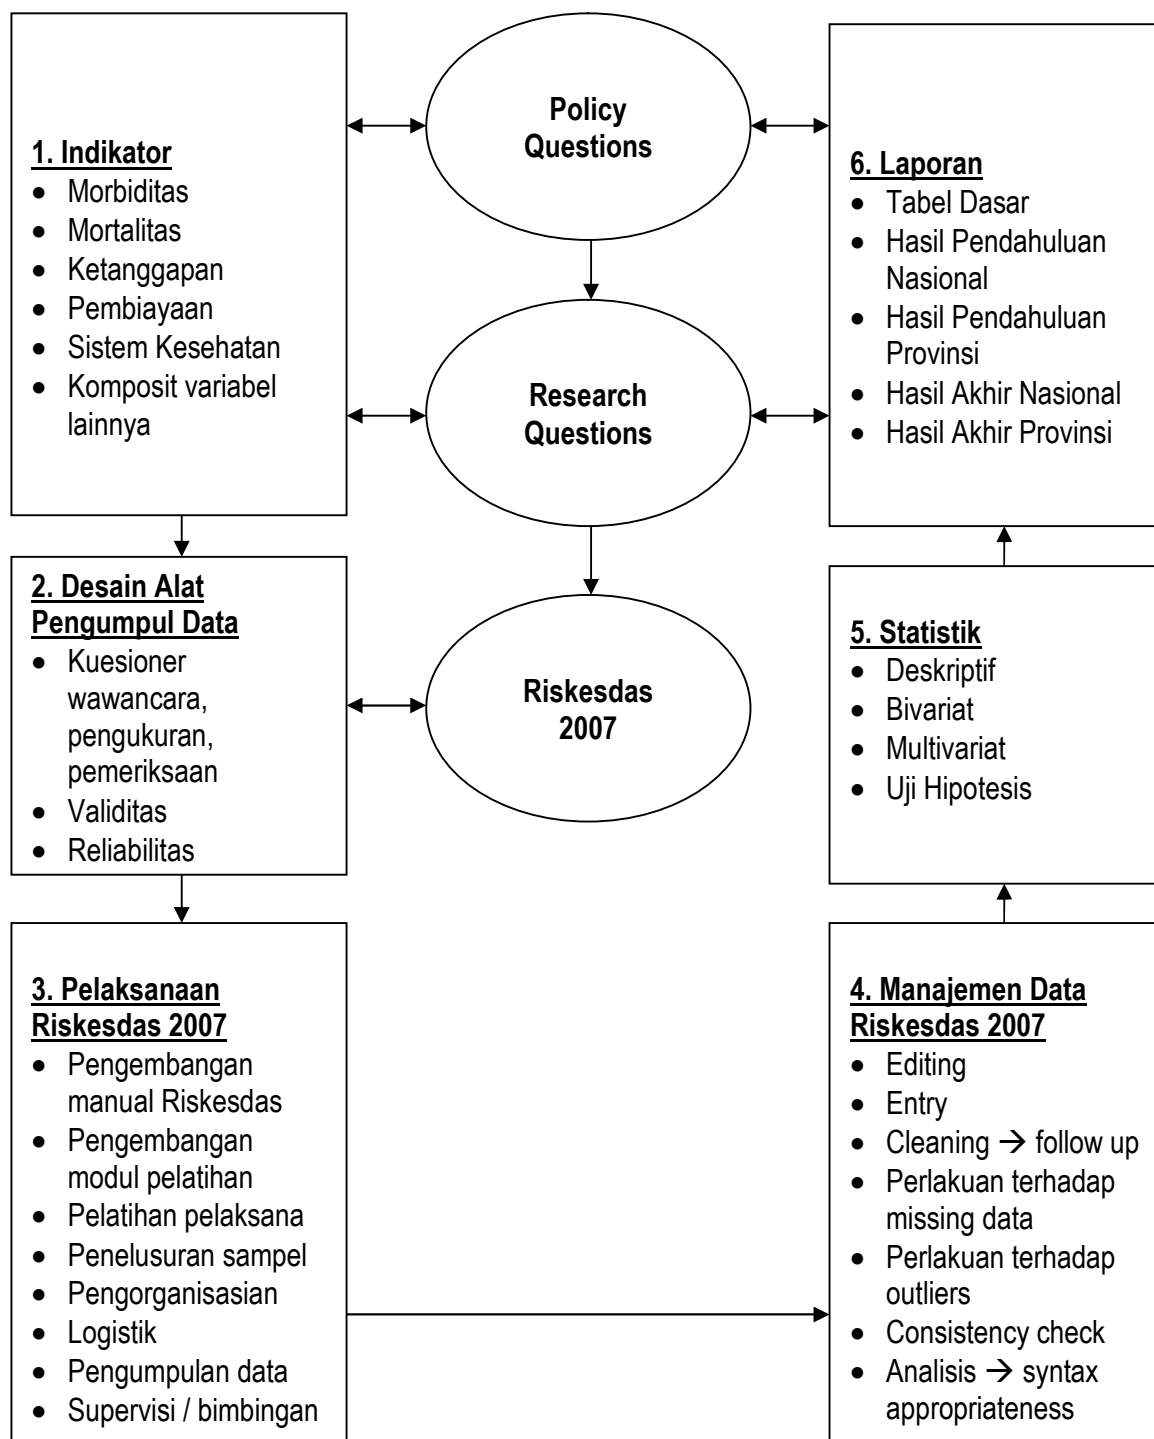 Policy
Questions
1. Indikator
• Morbiditas
• Mortalitas
• Ketanggapan
• Pembiayaan
• Sistem Kesehatan
• Komposit variabel
lainnya
6. Laporan
• Tabel Dasar
• Hasil Pendahuluan
Nasional
• Hasil Pendahuluan
Provinsi
• Hasil Akhir Nasional
• Hasil Akhir Provinsi
Research
Questions
2. Desain Alat
Pengumpul Data
• Kuesioner
wawancara,
pengukuran,
pemeriksaan
• Validitas
• Reliabilitas
Riskesdas
2007
5. Statistik
• Deskriptif
• Bivariat
• Multivariat
• Uji Hipotesis
3. Pelaksanaan
Riskesdas 2007
• Pengembangan
manual Riskesdas
• Pengembangan
modul pelatihan
• Pelatihan pelaksana
• Penelusuran sampel
• Pengorganisasian
• Logistik
• Pengumpulan data
• Supervisi / bimbingan
4. Manajemen Data
Riskesdas 2007
• Editing
• Entry
• Cleaning → follow up
• Perlakuan terhadap
missing data
• Perlakuan terhadap
outliers
• Consistency check
• Analisis → syntax
appropriateness